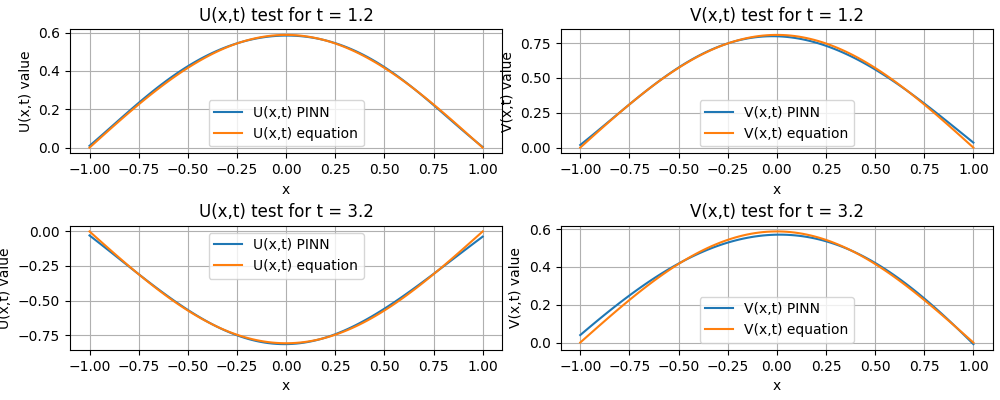 U(x,t) test for t = 1.2
U(x,t) value
0.6
0.4
0.2
0.0
U(x,t) PINN
U(x,t) equation
−1.00 −0.75 −0.50 −0.25 0.00 0.25 0.50 0.75 1.00
x
V(x,t) test for t = 1.2
V(x,t) value
0.75
0.50
0.25
0.00
V(x,t) PINN
V(x,t) equation
−1.00 −0.75 −0.50 −0.25 0.00 0.25 0.50 0.75 1.00
x
U(x,t) test for t = 3.2
U(x,t) value
0.00
−0.25
−0.50
−0.75
U(x,t) PINN
U(x,t) equation
−1.00 −0.75 −0.50 −0.25 0.00 0.25 0.50 0.75 1.00
x
V(x,t) test for t = 3.2
V(x,t) value
0.6
0.4
0.2
0.0
V(x,t) PINN
V(x,t) equation
−1.00 −0.75 −0.50 −0.25 0.00 0.25 0.50 0.75 1.00
x